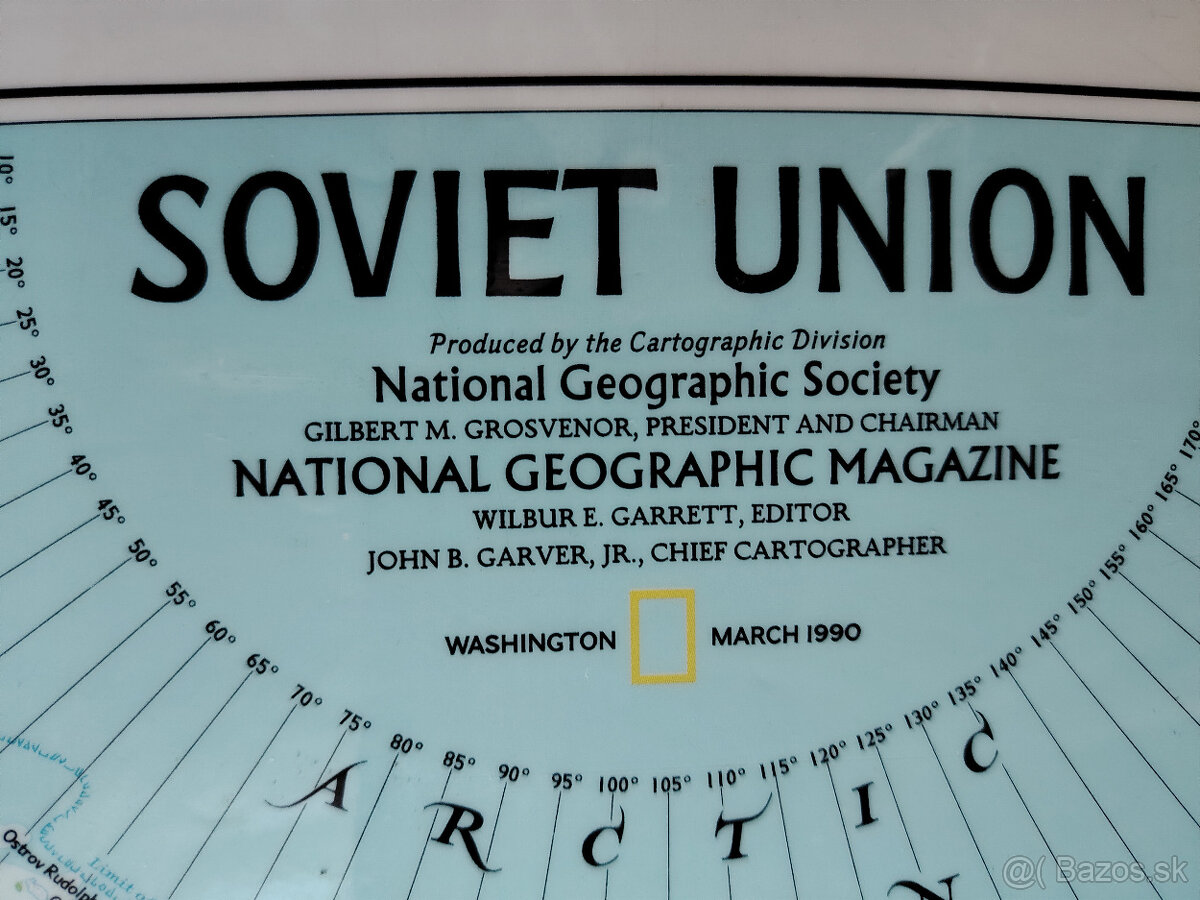 SOVIET UNION
Produced by the Cartographic Division
National Geographic Society
GILBERT M. GROSVENOR, PRESIDENT AND CHAIRMAN
NATIONAL GEOGRAPHIC MAGAZINE
WILBUR E. GARRETT, EDITOR
JOHN B. GARVER, JR., CHIEF CARTOGRAPHER
WASHINGTON MARCH 1990
10° 15° 20° 25° 30° 35° 40° 45° 50° 55° 60° 65° 70° 75° 80° 85° 90° 95° 100° 105° 110° 115° 120° 125° 130° 135° 140° 145° 150° 155° 160° 165° 170°
ARCTIC
Limit
Ostrov Rudolph
@( Bazos.sk